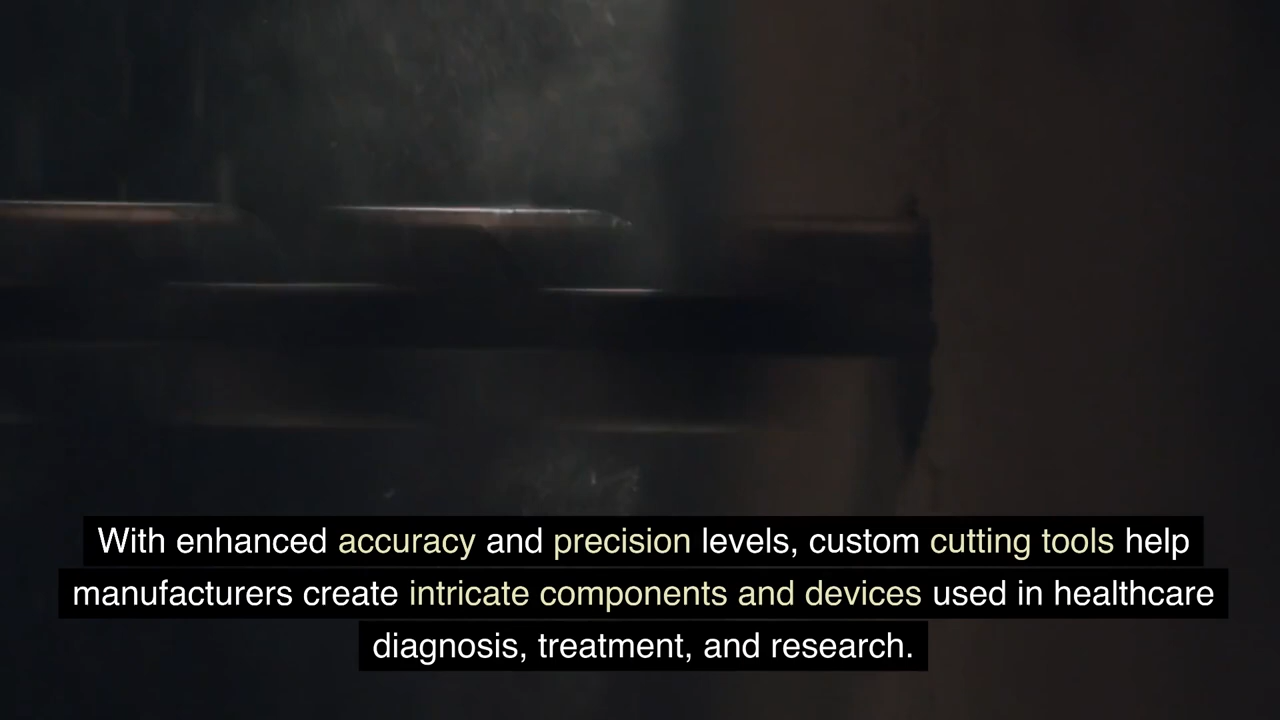 With enhanced accuracy and precision levels, custom cutting tools help
manufacturers create intricate components and devices used in healthcare
diagnosis, treatment, and research.